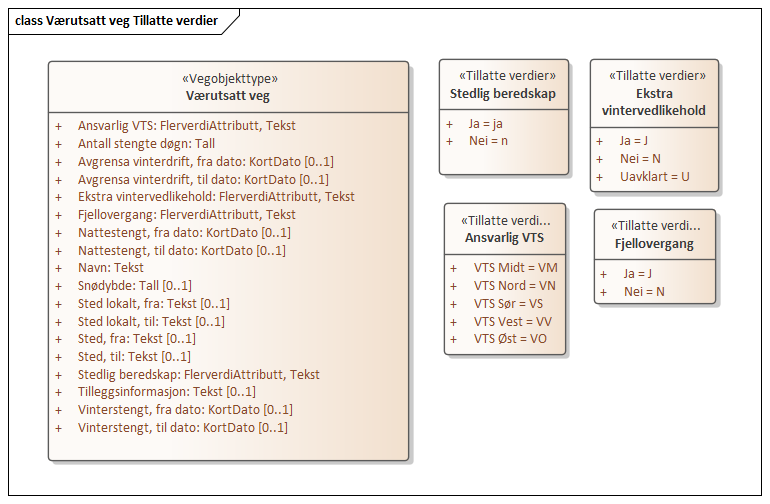 class Værutsatt veg Tillatte verdier
«Vegobjekttype»
Værutsatt veg
+ Ansvarlig VTS: FlerverdiAttributt, Tekst
+ Antall stengte døgn: Tall
+ Avgrensa vinterdrift, fra dato: KortDato [0..1]
+ Avgrensa vinterdrift, til dato: KortDato [0..1]
+ Ekstra vintervedlikehold: FlerverdiAttributt, Tekst
+ Fjellovergang: FlerverdiAttributt, Tekst
+ Nattestengt, fra dato: KortDato [0..1]
+ Nattestengt, til dato: KortDato [0..1]
+ Navn: Tekst
+ Snødybde: Tall [0..1]
+ Sted lokalt, fra: Tekst [0..1]
+ Sted lokalt, til: Tekst [0..1]
+ Sted, fra: Tekst [0..1]
+ Sted, til: Tekst [0..1]
+ Stedlig beredskap: FlerverdiAttributt, Tekst
+ Tilleggsinformasjon: Tekst [0..1]
+ Vinterstengt, fra dato: KortDato [0..1]
+ Vinterstengt, til dato: KortDato [0..1]
«Tillatte verdier»
Stedlig beredskap
+ Ja = ja
+ Nei = n
«Tillatte verdier»
Ekstra
vintervedlikehold
+ Ja = J
+ Nei = N
+ Uavklart = U
«Tillatte verdi...
Ansvarlig VTS
+ VTS Midt = VM
+ VTS Nord = VN
+ VTS Sør = VS
+ VTS Vest = VV
+ VTS Øst = VO
«Tillatte verdi...
Fjellovergang
+ Ja = J
+ Nei = N